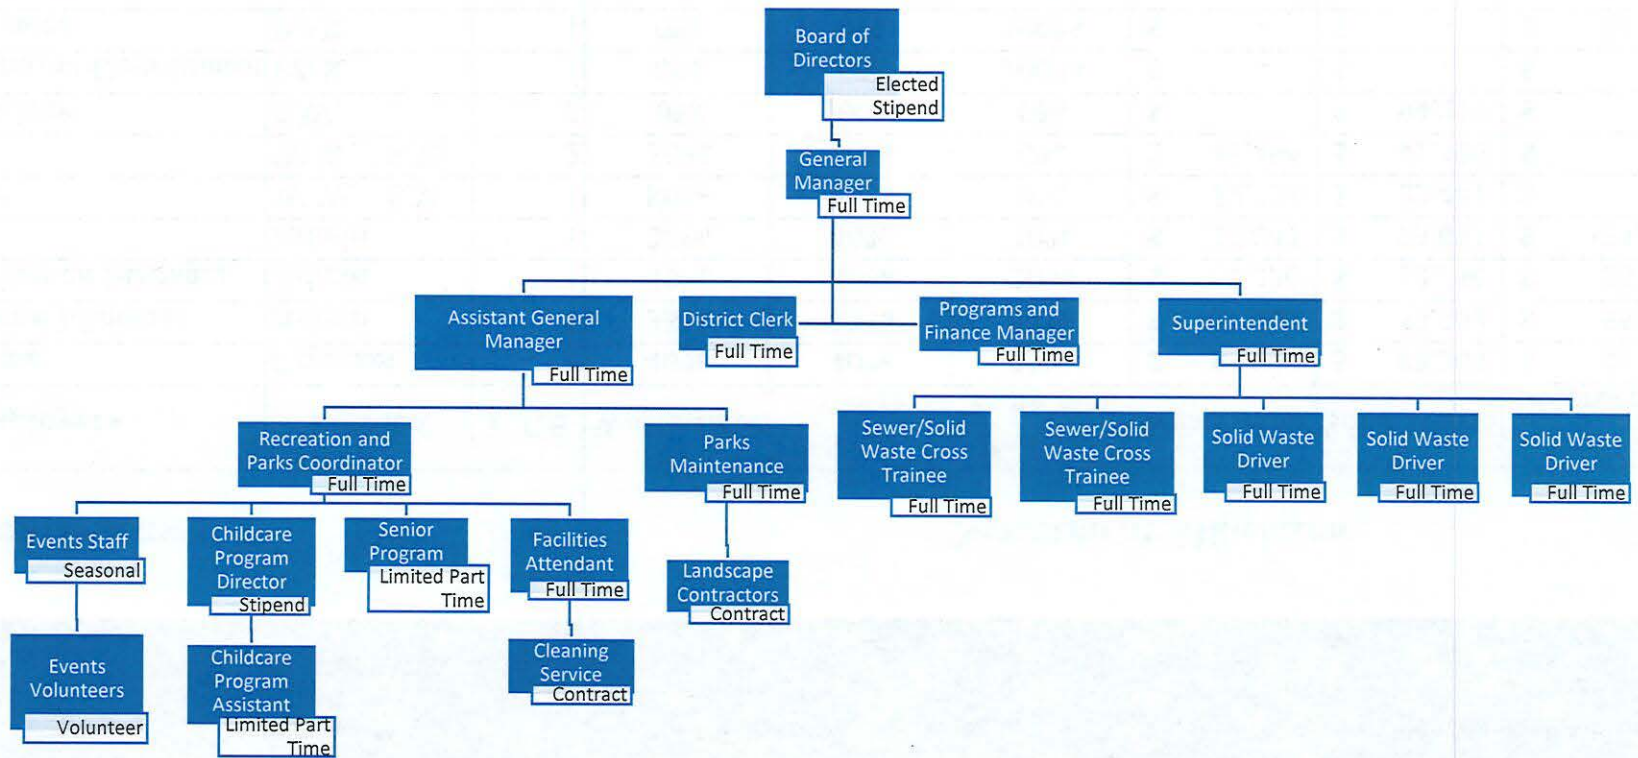 Board of
Directors
Elected
Stipend
General
Manager
Full Time
Assistant General
Manager
Full Time
District Clerk
Full Time
Programs and
Finance Manager
Full Time
Superintendent
Full Time
Recreation and
Parks Coordinator
Full Time
Parks
Maintenance
Full Time
Sewer/Solid
Waste Cross
Trainee
Full Time
Sewer/Solid
Waste Cross
Trainee
Full Time
Solid Waste
Driver
Full Time
Solid Waste
Driver
Full Time
Solid Waste
Driver
Full Time
Events Staff
Seasonal
Childcare
Program
Director
Stipend
Senior
Program
Limited Part
Time
Facilities
Attendant
Full Time
Landscape
Contractors
Contract
Events
Volunteers
Volunteer
Childcare
Program
Assistant
Limited Part
Time
Cleaning
Service
Contract